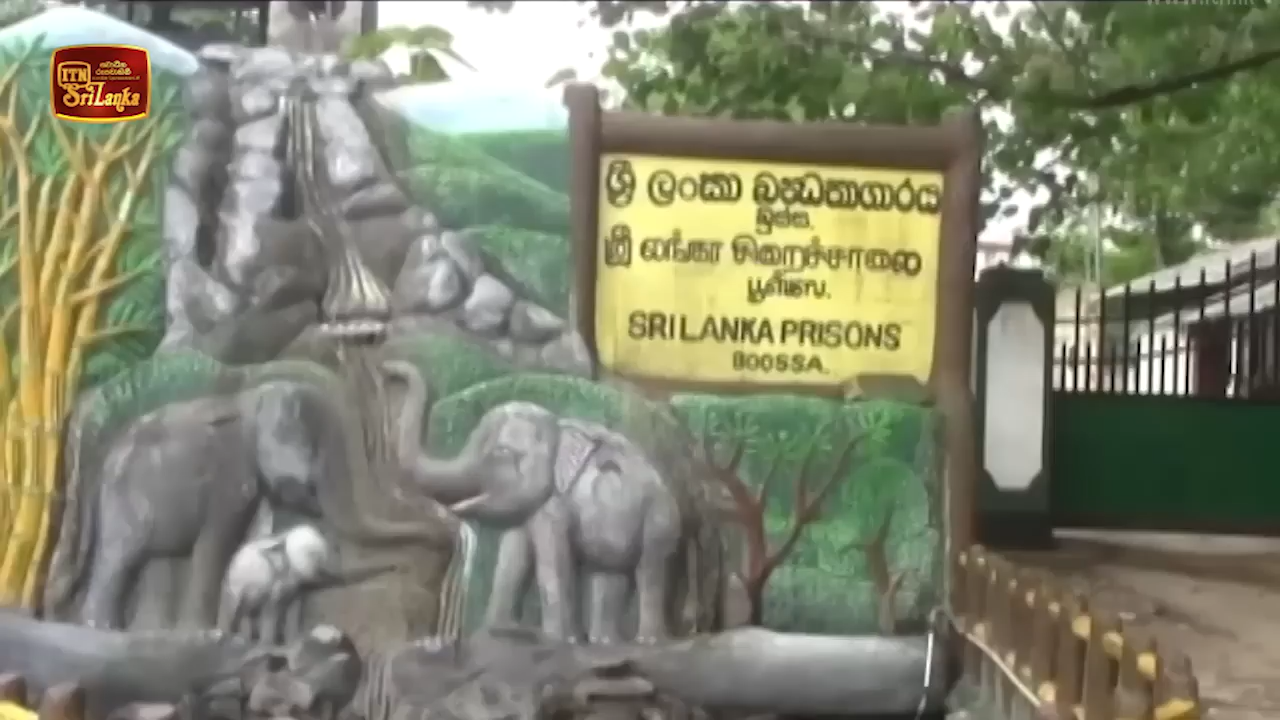 ITN
Sri Lanka
ශ්‍රී ලංකා බන්ධනාගාරය
බූස්ස.
ஸ்ரீ லங்கா சிறைச்சாலை
பூஸ்ஸ.
SRI LANKA PRISONS
BOOSSA.